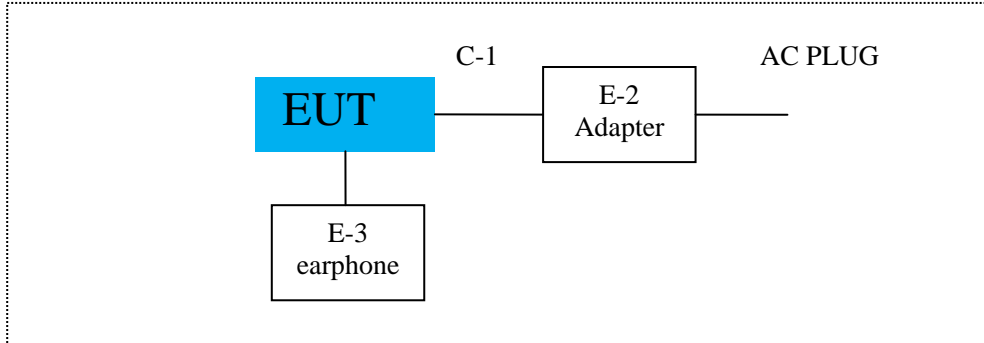 C-1
AC PLUG
EUT
E-2
Adapter
E-3
earphone